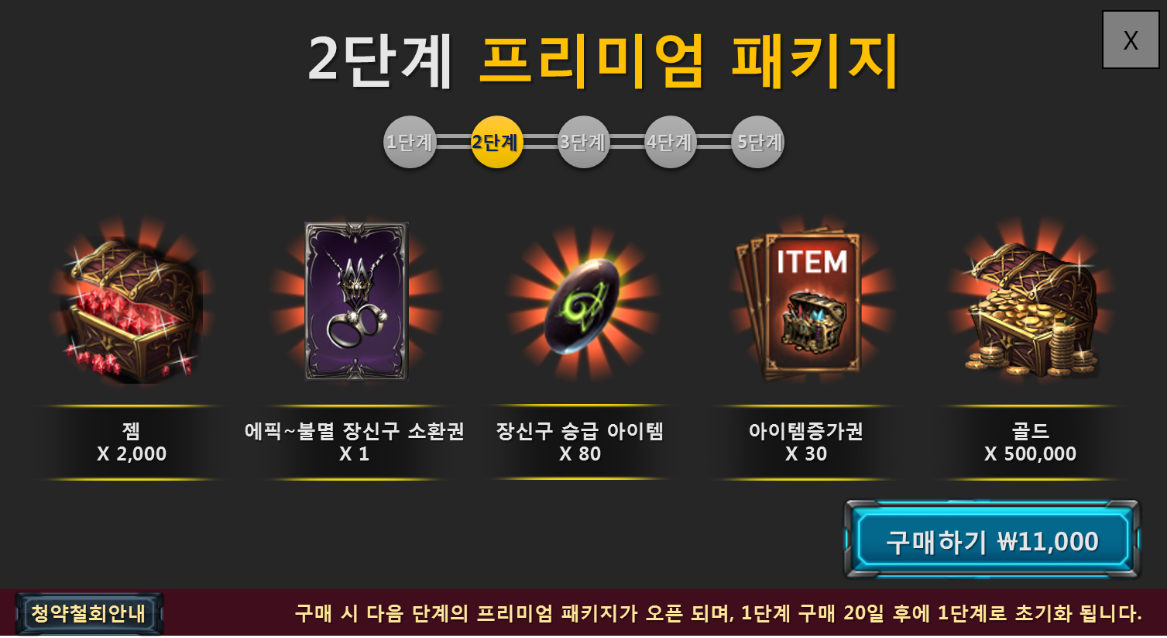 2단계 프리미엄 패키지
X
1단계 2단계 3단계 4단계 5단계
ITEM
젬
X 2,000
에픽~불멸 장신구 소환권
X 1
장신구 승급 아이템
X 80
아이템증가권
X 30
골드
X 500,000
구매하기 ₩11,000
청약철회안내
구매 시 다음 단계의 프리미엄 패키지가 오픈 되며, 1단계 구매 20일 후에 1단계로 초기화 됩니다.